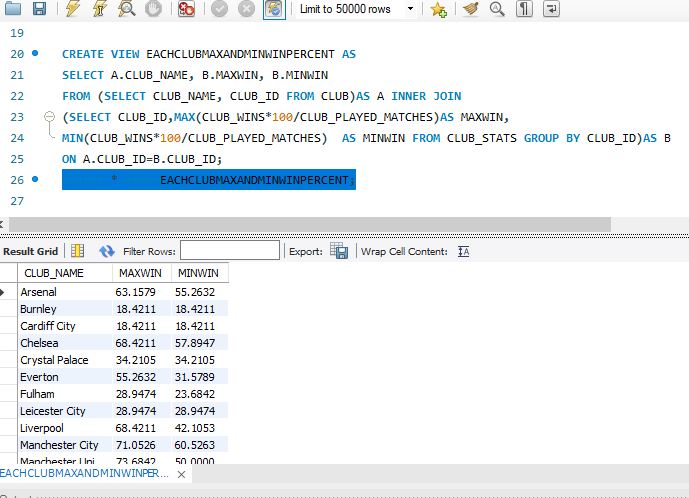 Limit to 50000 rows
19
20 CREATE VIEW EACHCLUBMAXANDMINWINPERCENT AS
21 SELECT A.CLUB_NAME, B.MAXWIN, B.MINWIN
22 FROM (SELECT CLUB_NAME, CLUB_ID FROM CLUB)AS A INNER JOIN
23 (SELECT CLUB_ID,MAX(CLUB_WINS*100/CLUB_PLAYED_MATCHES)AS MAXWIN,
24 MIN(CLUB_WINS*100/CLUB_PLAYED_MATCHES) AS MINWIN FROM CLUB_STATS GROUP BY CLUB_ID)AS B
25 ON A.CLUB_ID=B.CLUB_ID;
26 * EACHCLUBMAXANDMINWINPERCENT;
27
Result Grid Filter Rows: Export: Wrap Cell Content: IA
CLUB_NAME MAXWIN MINWIN
Arsenal 63.1579 55.2632
Burnley 18.4211 18.4211
Cardiff City 18.4211 18.4211
Chelsea 68.4211 57.8947
Crystal Palace 34.2105 34.2105
Everton 55.2632 31.5789
Fulham 28.9474 23.6842
Leicester City 28.9474 28.9474
Liverpool 68.4211 42.1053
Manchester City 71.0526 60.5263
Manchester Uni 73.6842 50.0000
EACHCLUBMAXANDMINWINPER...